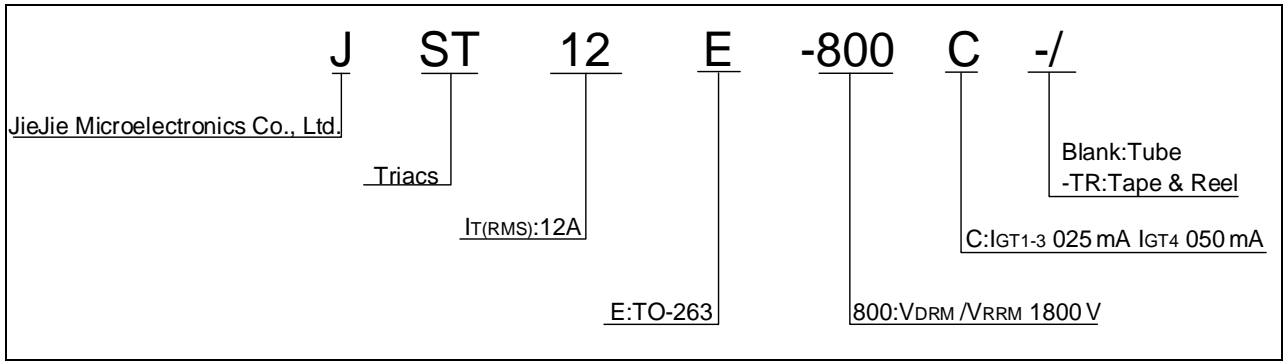 J ST 12 E -800 C -/
JieJie Microelectronics Co., Ltd.
Triacs
IT(RMS):12A
E:TO-263
800:VDRM /VRRM 1800 V
C:IGT1-3 025 mA IGT4 050 mA
Blank:Tube
-TR:Tape & Reel